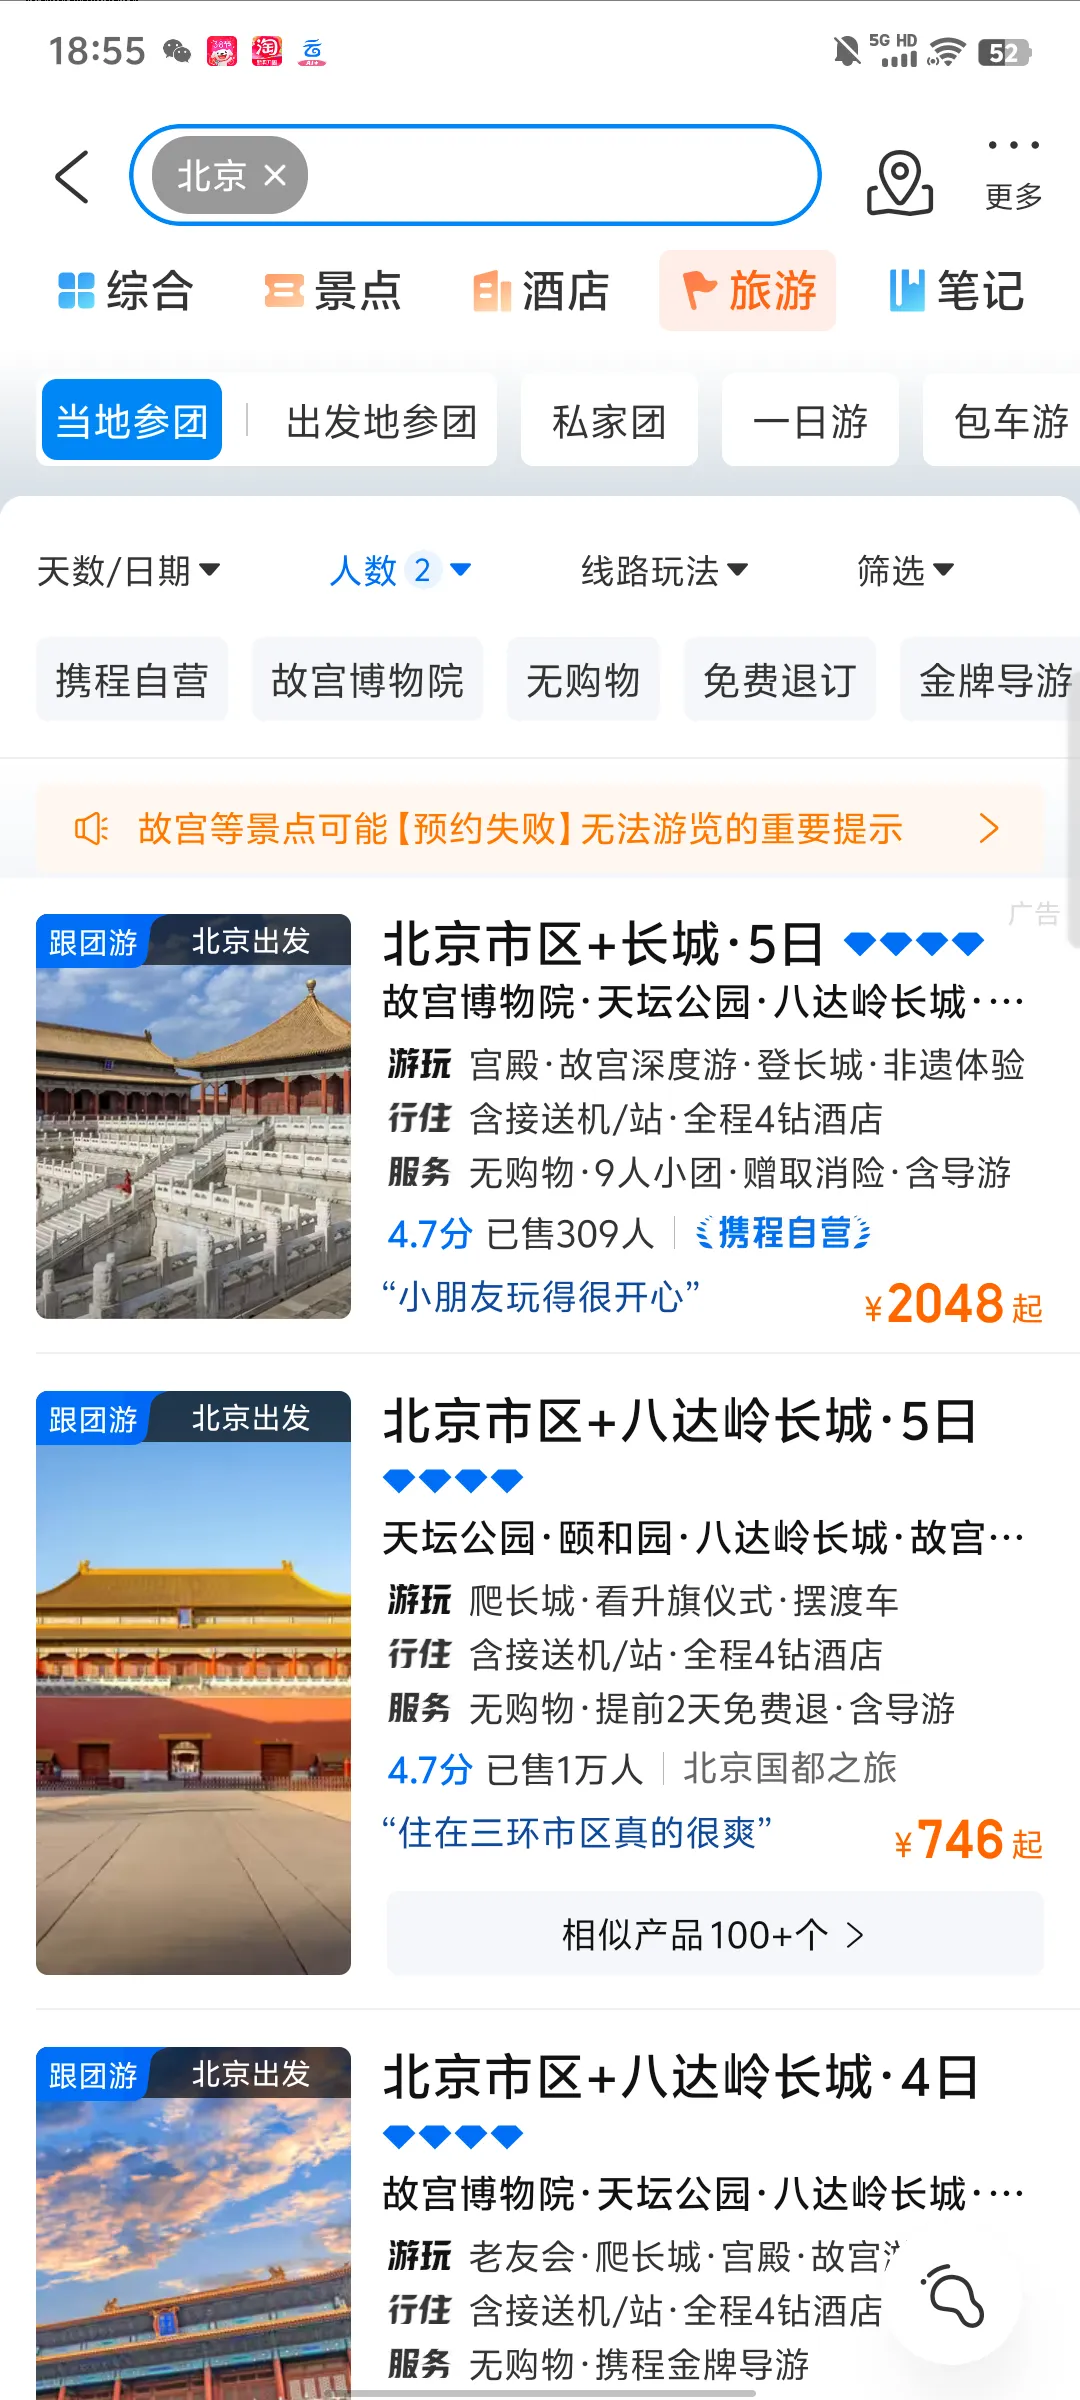 18:55
5G HD
52
北京 ×
更多
综合
景点
酒店
旅游
笔记
当地参团
出发地参团
私家团
一日游
包车游
天数/日期
人数 2
线路玩法
筛选
携程自营
故宫博物院
无购物
免费退订
金牌导游
故宫等景点可能【预约失败】无法游览的重要提示
广告
跟团游 北京出发
北京市区+长城·5日
故宫博物院·天坛公园·八达岭长城·…
游玩 宫殿·故宫深度游·登长城·非遗体验
行住 含接送机/站·全程4钻酒店
服务 无购物·9人小团·赠取消险·含导游
4.7分 已售309人 携程自营
“小朋友玩得很开心”
¥2048起
跟团游 北京出发
北京市区+八达岭长城·5日
天坛公园·颐和园·八达岭长城·故宫…
游玩 爬长城·看升旗仪式·摆渡车
行住 含接送机/站·全程4钻酒店
服务 无购物·提前2天免费退·含导游
4.7分 已售1万人 北京国都之旅
“住在三环市区真的很爽”
¥746起
相似产品100+个
跟团游 北京出发
北京市区+八达岭长城·4日
故宫博物院·天坛公园·八达岭长城·…
游玩 老友会·爬长城·宫殿·故宫
行住 含接送机/站·全程4钻酒店
服务 无购物·携程金牌导游